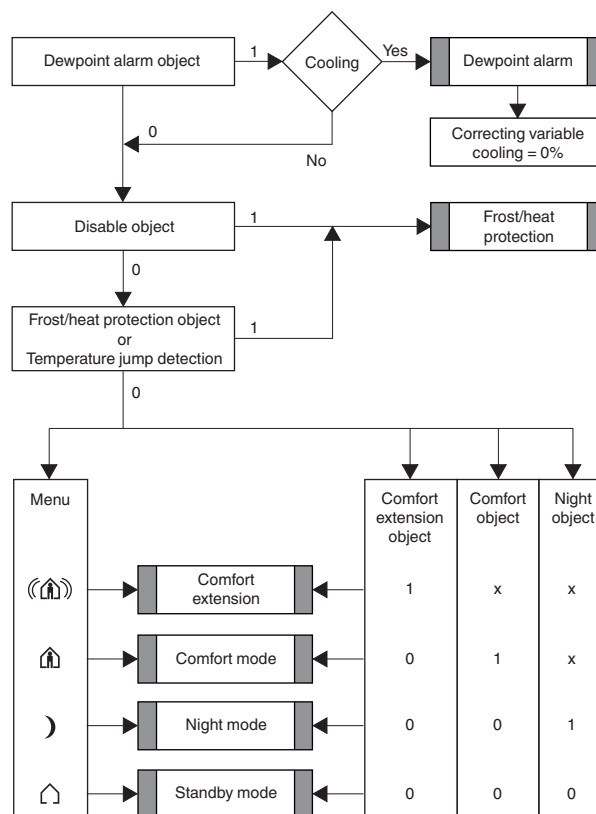 Dewpoint alarm object
1
Cooling
Yes
Dewpoint alarm
0
No
Correcting variable
cooling = 0%
Disable object
1
Frost/heat
protection
0
Frost/heat protection object
or
Temperature jump detection
1
0
Menu
Comfort
extension
object
Comfort
object
Night
object
Comfort
extension
1
x
x
Comfort mode
0
1
x
Night mode
0
0
1
Standby mode
0
0
0